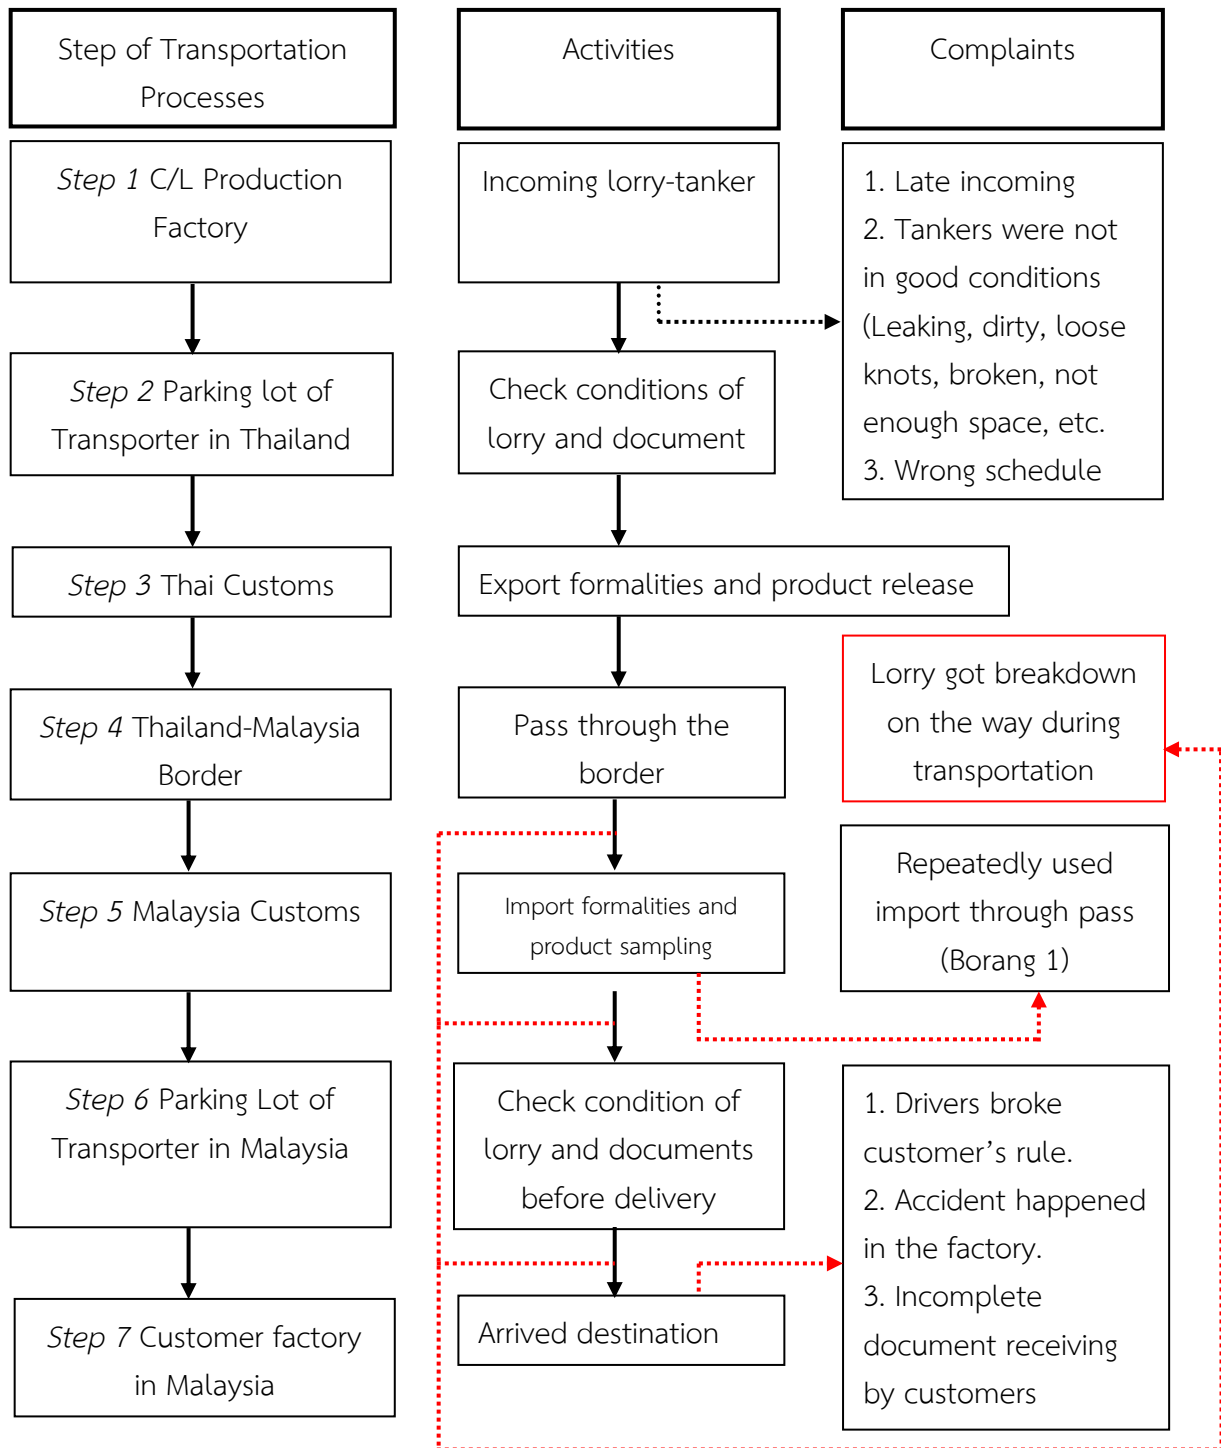 Step of Transportation
Processes
Activities
Complaints
Step 1 C/L Production
Factory
Incoming lorry-tanker
1. Late incoming
2. Tankers were not
in good conditions
(Leaking, dirty, loose
knots, broken, not
enough space, etc.
3. Wrong schedule
Step 2 Parking lot of
Transporter in Thailand
Check conditions of
lorry and document
Step 3 Thai Customs
Export formalities and product release
Step 4 Thailand-Malaysia
Border
Pass through the
border
Lorry got breakdown
on the way during
transportation
Step 5 Malaysia Customs
Import formalities and
product sampling
Repeatedly used
import through pass
(Borang 1)
Step 6 Parking Lot of
Transporter in Malaysia
Check condition of
lorry and documents
before delivery
1. Drivers broke
customer’s rule.
2. Accident happened
in the factory.
3. Incomplete
document receiving
by customers
Step 7 Customer factory
in Malaysia
Arrived destination